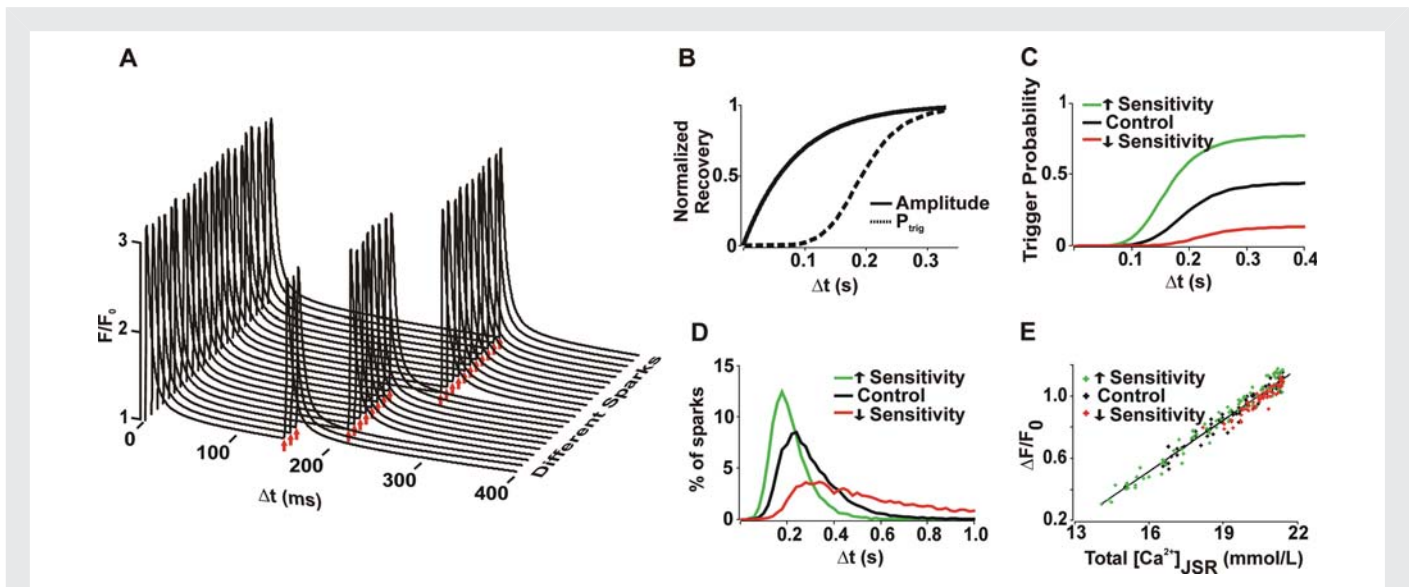 A
3
2
1
F/F₀
0
100
200
300
400
Δt (ms)
Different Sparks
B
1
0.5
0
Normalized
Recovery
Amplitude
P_trig
0.1
0.2
0.3
Δt (s)
C
↑ Sensitivity
Control
↓ Sensitivity
1
0.5
0
Trigger Probability
0.1
0.2
0.3
0.4
Δt (s)
D
15
10
5
0
% of sparks
↑ Sensitivity
Control
↓ Sensitivity
0.2
0.4
0.6
0.8
1.0
Δt (s)
E
↑ Sensitivity
Control
↓ Sensitivity
1.0
0.6
0.2
ΔF/F₀
13
16
19
22
Total [Ca²⁺]JSR (mmol/L)